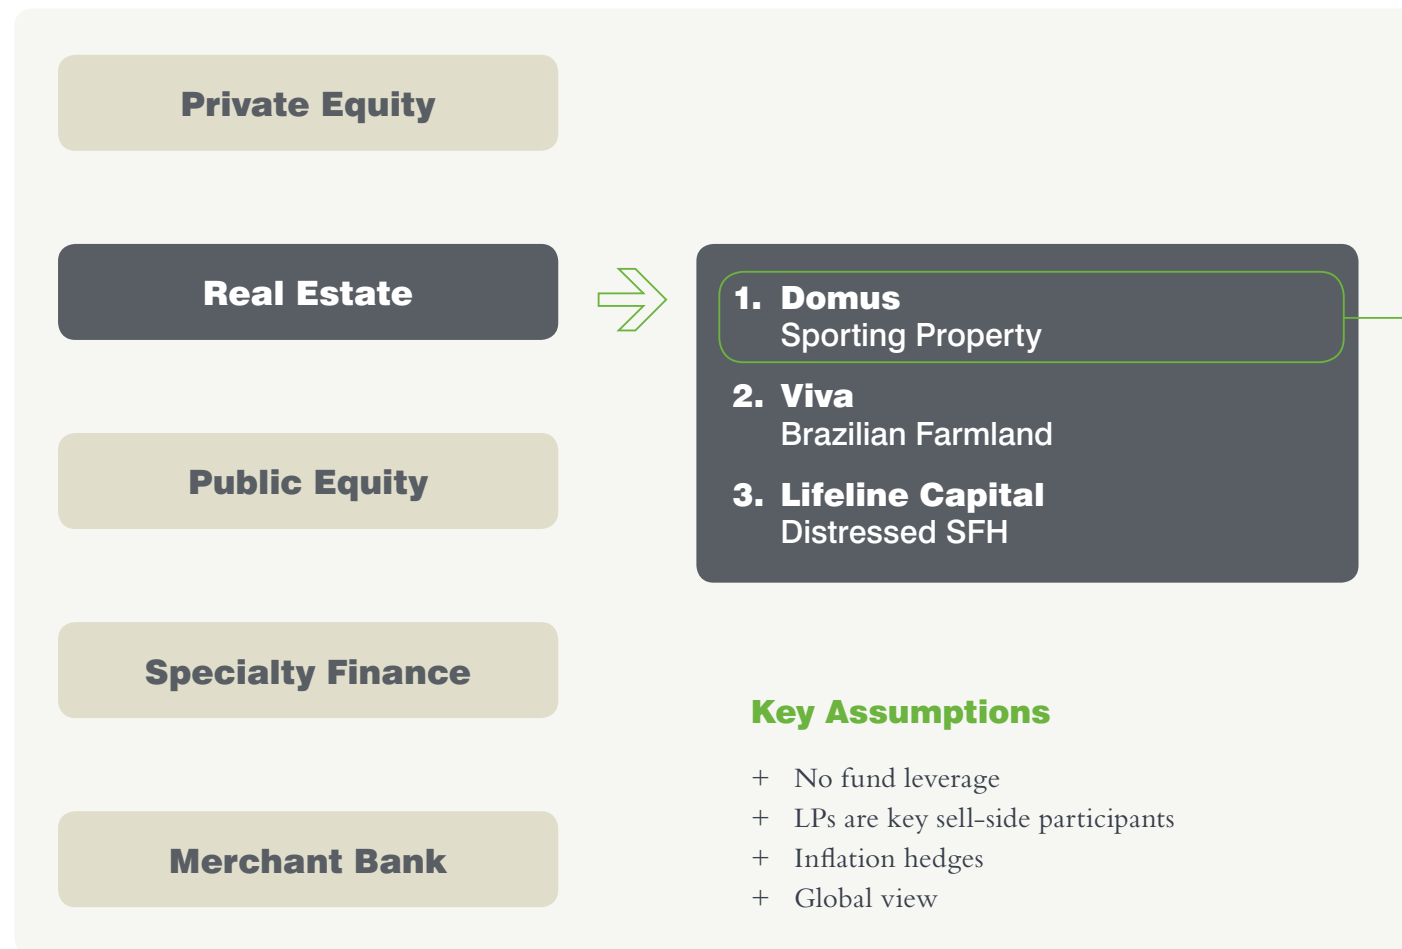 Private Equity
Real Estate
Public Equity
Specialty Finance
Merchant Bank
1. Domus
Sporting Property
2. Viva
Brazilian Farmland
3. Lifeline Capital
Distressed SFH
Key Assumptions
+ No fund leverage
+ LPs are key sell-side participants
+ Inflation hedges
+ Global view